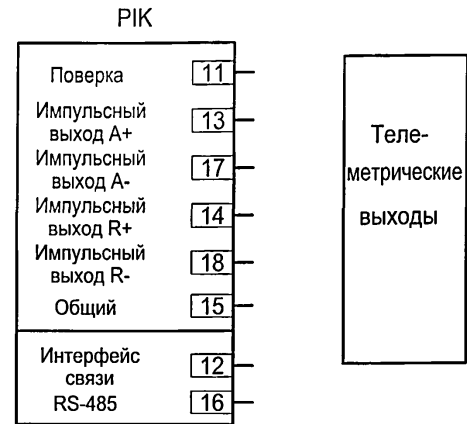 PIK
Поверка 11
Импульсный
выход A+ 13
Импульсный
выход A- 17
Импульсный
выход R+ 14
Импульсный
выход R- 18
Общий 15
Интерфейс
связи 12
RS-485 16
Теле-
метрические
выходы